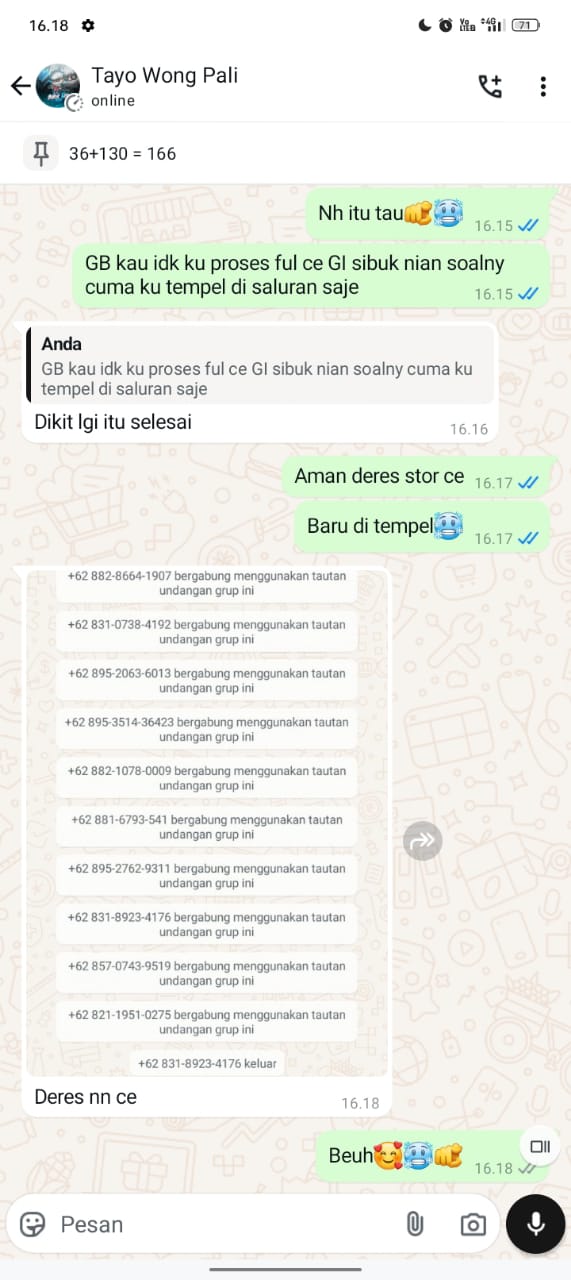 16.18
Vo
LTE
4G
71
Tayo Wong Pali
online
36+130 = 166
Nh itu tau🫵🥶
16.15
GB kau idk ku proses ful ce GI sibuk nian soalny
cuma ku tempel di saluran saje
16.15
Anda
GB kau idk ku proses ful ce GI sibuk nian soalny cuma ku
tempel di saluran saje
Dikit lgi itu selesai
16.16
Aman deres stor ce
16.17
Baru di tempel🥶
16.17
+62 882-8664-1907 bergabung menggunakan tautan
undangan grup ini
+62 831-0738-4192 bergabung menggunakan tautan
undangan grup ini
+62 895-2063-6013 bergabung menggunakan tautan
undangan grup ini
+62 895-3514-36423 bergabung menggunakan tautan
undangan grup ini
+62 882-1078-0009 bergabung menggunakan tautan
undangan grup ini
+62 881-6793-541 bergabung menggunakan tautan
undangan grup ini
+62 895-2762-9311 bergabung menggunakan tautan
undangan grup ini
+62 831-8923-4176 bergabung menggunakan tautan
undangan grup ini
+62 857-0743-9519 bergabung menggunakan tautan
undangan grup ini
+62 821-1951-0275 bergabung menggunakan tautan
undangan grup ini
+62 831-8923-4176 keluar
Deres nn ce
16.18
Beuh🥰🥶🫵
16.18
Pesan